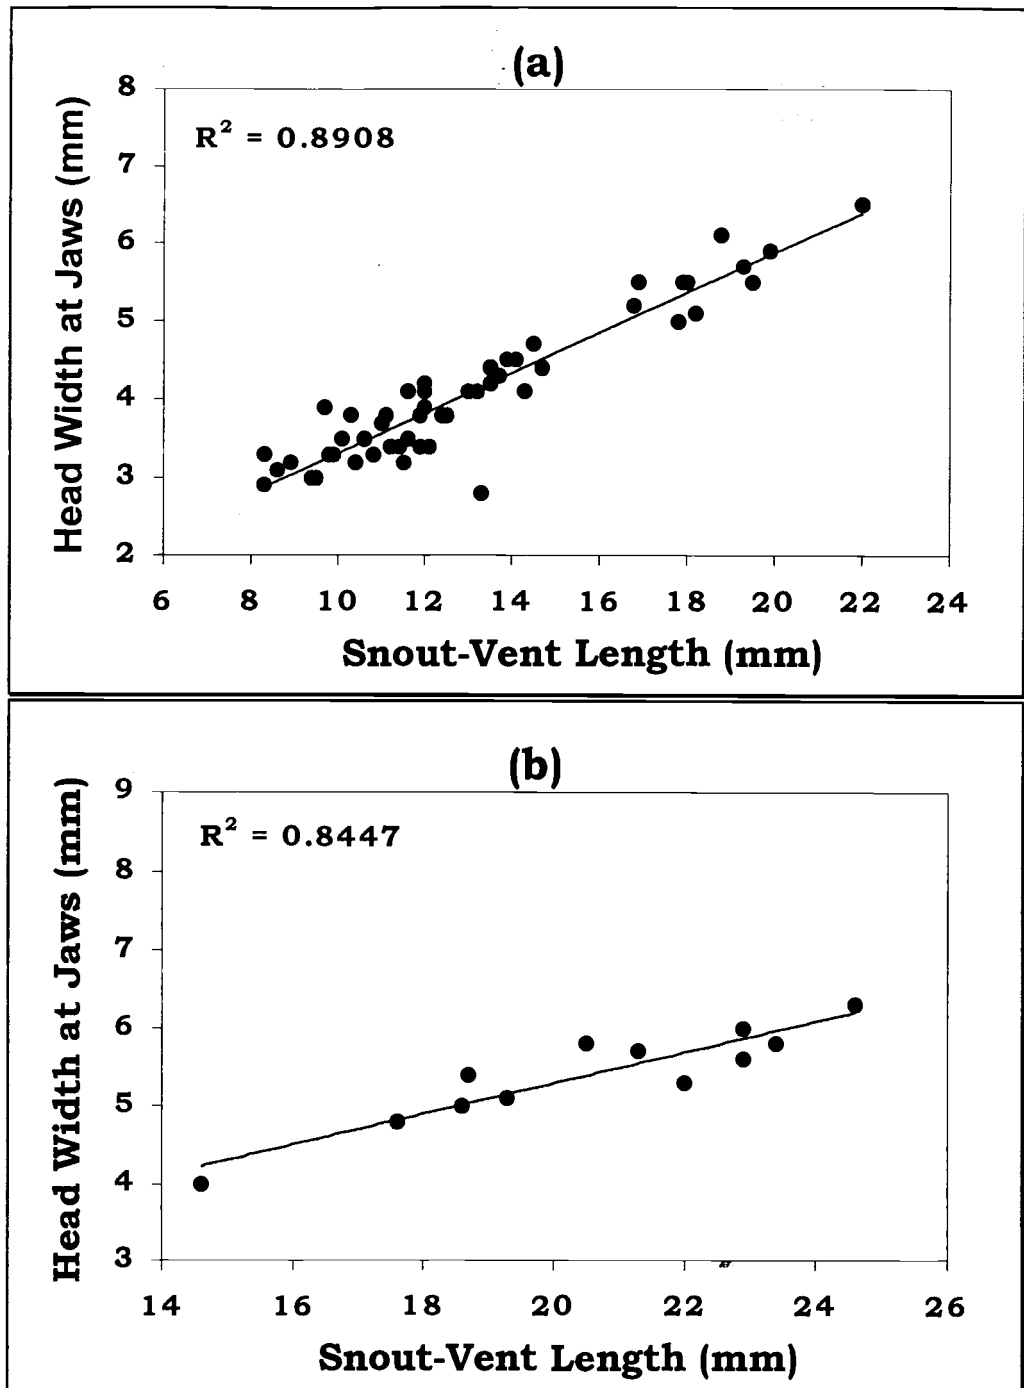 (a)
R² = 0.8908
Head Width at Jaws (mm)
8
7
6
5
4
3
2
6 8 10 12 14 16 18 20 22 24
Snout-Vent Length (mm)
(b)
R² = 0.8447
Head Width at Jaws (mm)
9
8
7
6
5
4
3
14 16 18 20 22 24 26
Snout-Vent Length (mm)